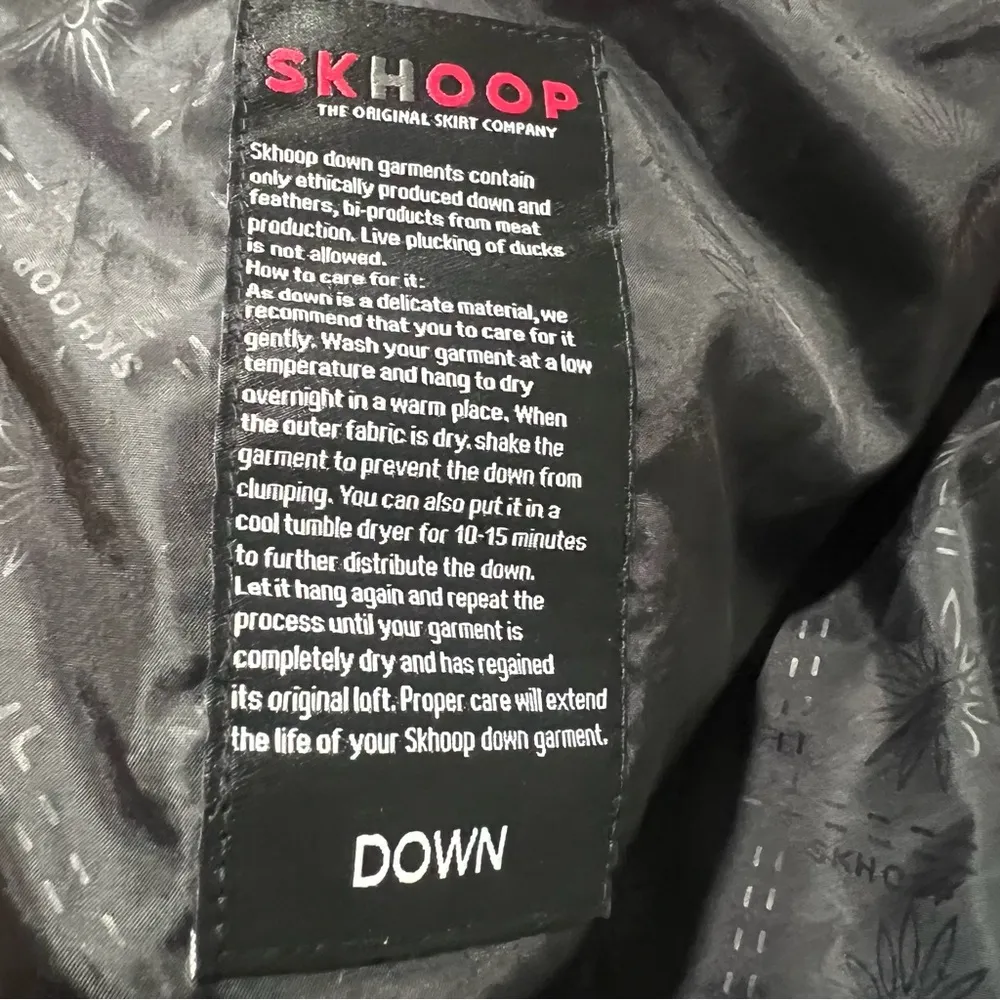 SKHOOP
THE ORIGINAL SKIRT COMPANY
Skhoop down garments contain
only ethically produced down and
feathers, bi-products from meat
production. Live plucking of ducks
is not allowed.
How to care for it:
As down is a delicate material, we
recommend that you to care for it
gently. Wash your garment at a low
temperature and hang to dry
overnight in a warm place. When
the outer fabric is dry. shake the
garment to prevent the down from
clumping. You can also put it in a
cool tumble dryer for 10-15 minutes
to further distribute the down.
Let it hang again and repeat the
process until your garment is
completely dry and has regained
its original loft. Proper care will extend
the life of your Skhoop down garment.
DOWN
SKHOOP
SKHO